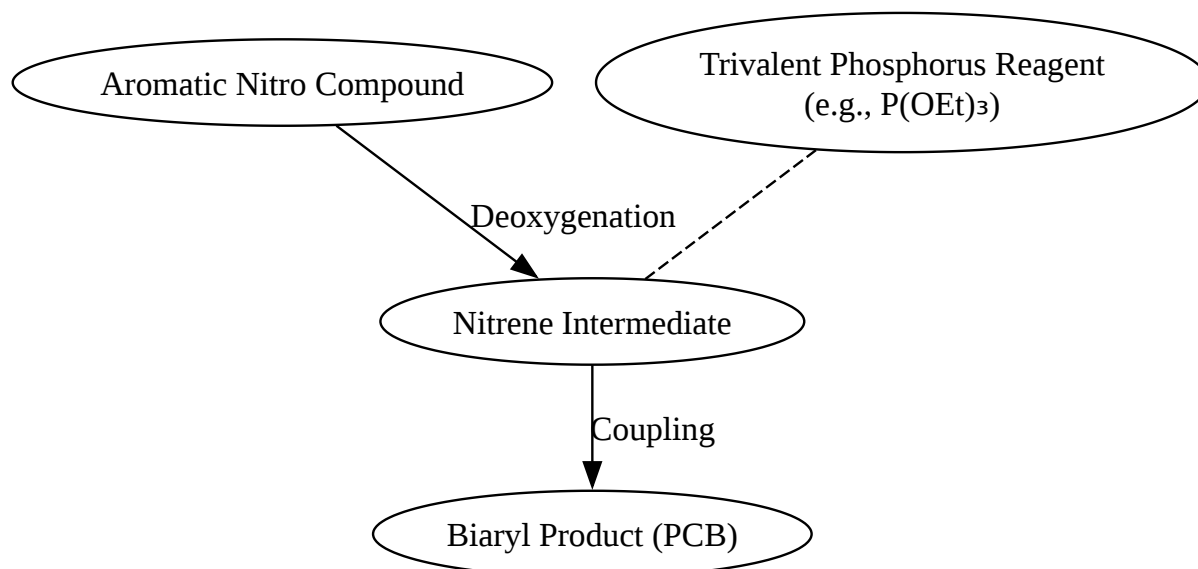 Aromatic Nitro Compound
Trivalent Phosphorus Reagent
(e.g., P(OEt)₃)
Deoxygenation
Nitrene Intermediate
Coupling
Biaryl Product (PCB)